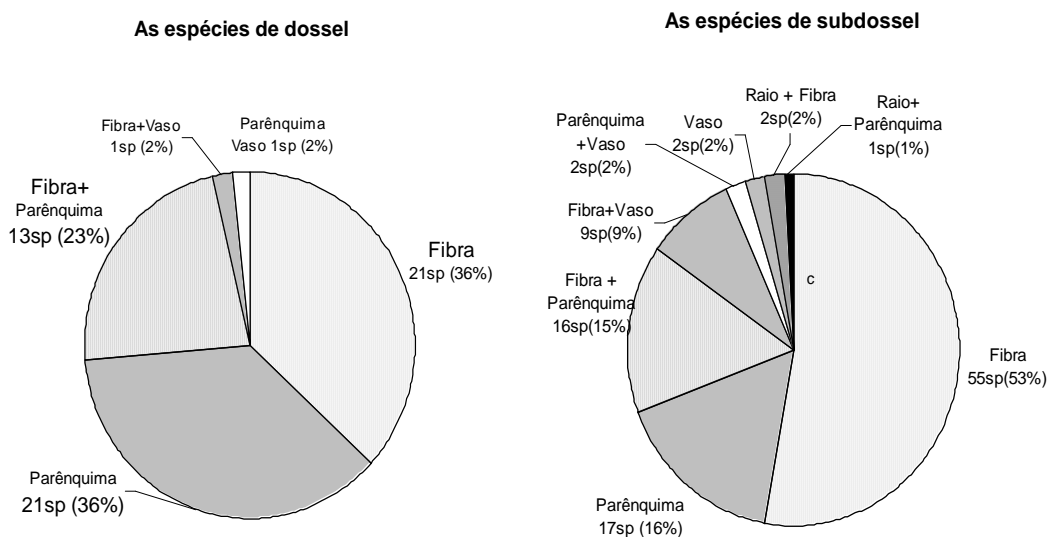 As espécies de dossel
Fibra+Vaso
1sp (2%)
Parênquima
Vaso 1sp (2%)
Fibra+
Parênquima
13sp (23%)
Fibra
21sp (36%)
Parênquima
21sp (36%)
As espécies de subdossel
Parênquima
+Vaso
2sp(2%)
Vaso
2sp(2%)
Raio + Fibra
2sp(2%)
Raio+
Parênquima
1sp(1%)
Fibra+Vaso
9sp(9%)
Fibra +
Parênquima
16sp(15%)
c
Fibra
55sp(53%)
Parênquima
17sp (16%)